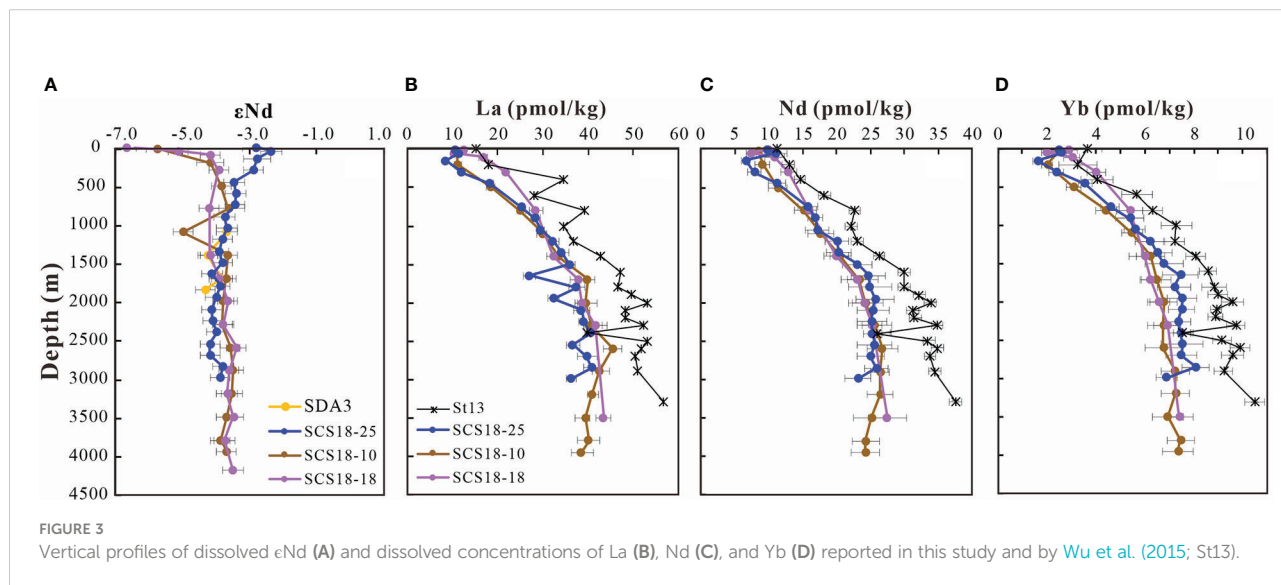 A B C D
εNd La (pmol/kg) Nd (pmol/kg) Yb (pmol/kg)
-7.0 -5.0 -3.0 -1.0 1.0 0 10 20 30 40 50 60 0 5 10 15 20 25 30 35 40 0 2 4 6 8 10
Depth (m)
0
500
1000
1500
2000
2500
3000
3500
4000
4500
SDA3
SCS18-25
SCS18-10
SCS18-18
St13
SCS18-25
SCS18-10
SCS18-18
FIGURE 3
Vertical profiles of dissolved ϵNd (A) and dissolved concentrations of La (B), Nd (C), and Yb (D) reported in this study and by Wu et al. (2015; St13).